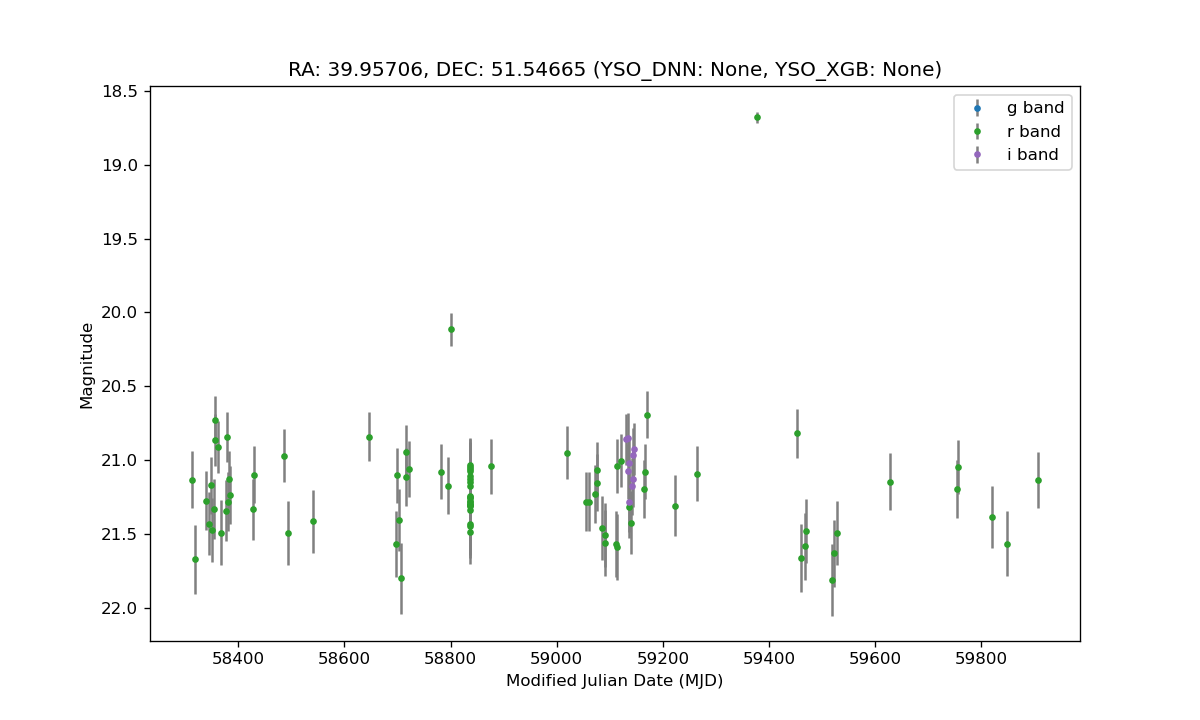 RA: 39.95706, DEC: 51.54665 (YSO_DNN: None, YSO_XGB: None)
g band
r band
i band
18.5
19.0
19.5
20.0
20.5
21.0
21.5
22.0
Magnitude
58400 58600 58800 59000 59200 59400 59600 59800
Modified Julian Date (MJD)